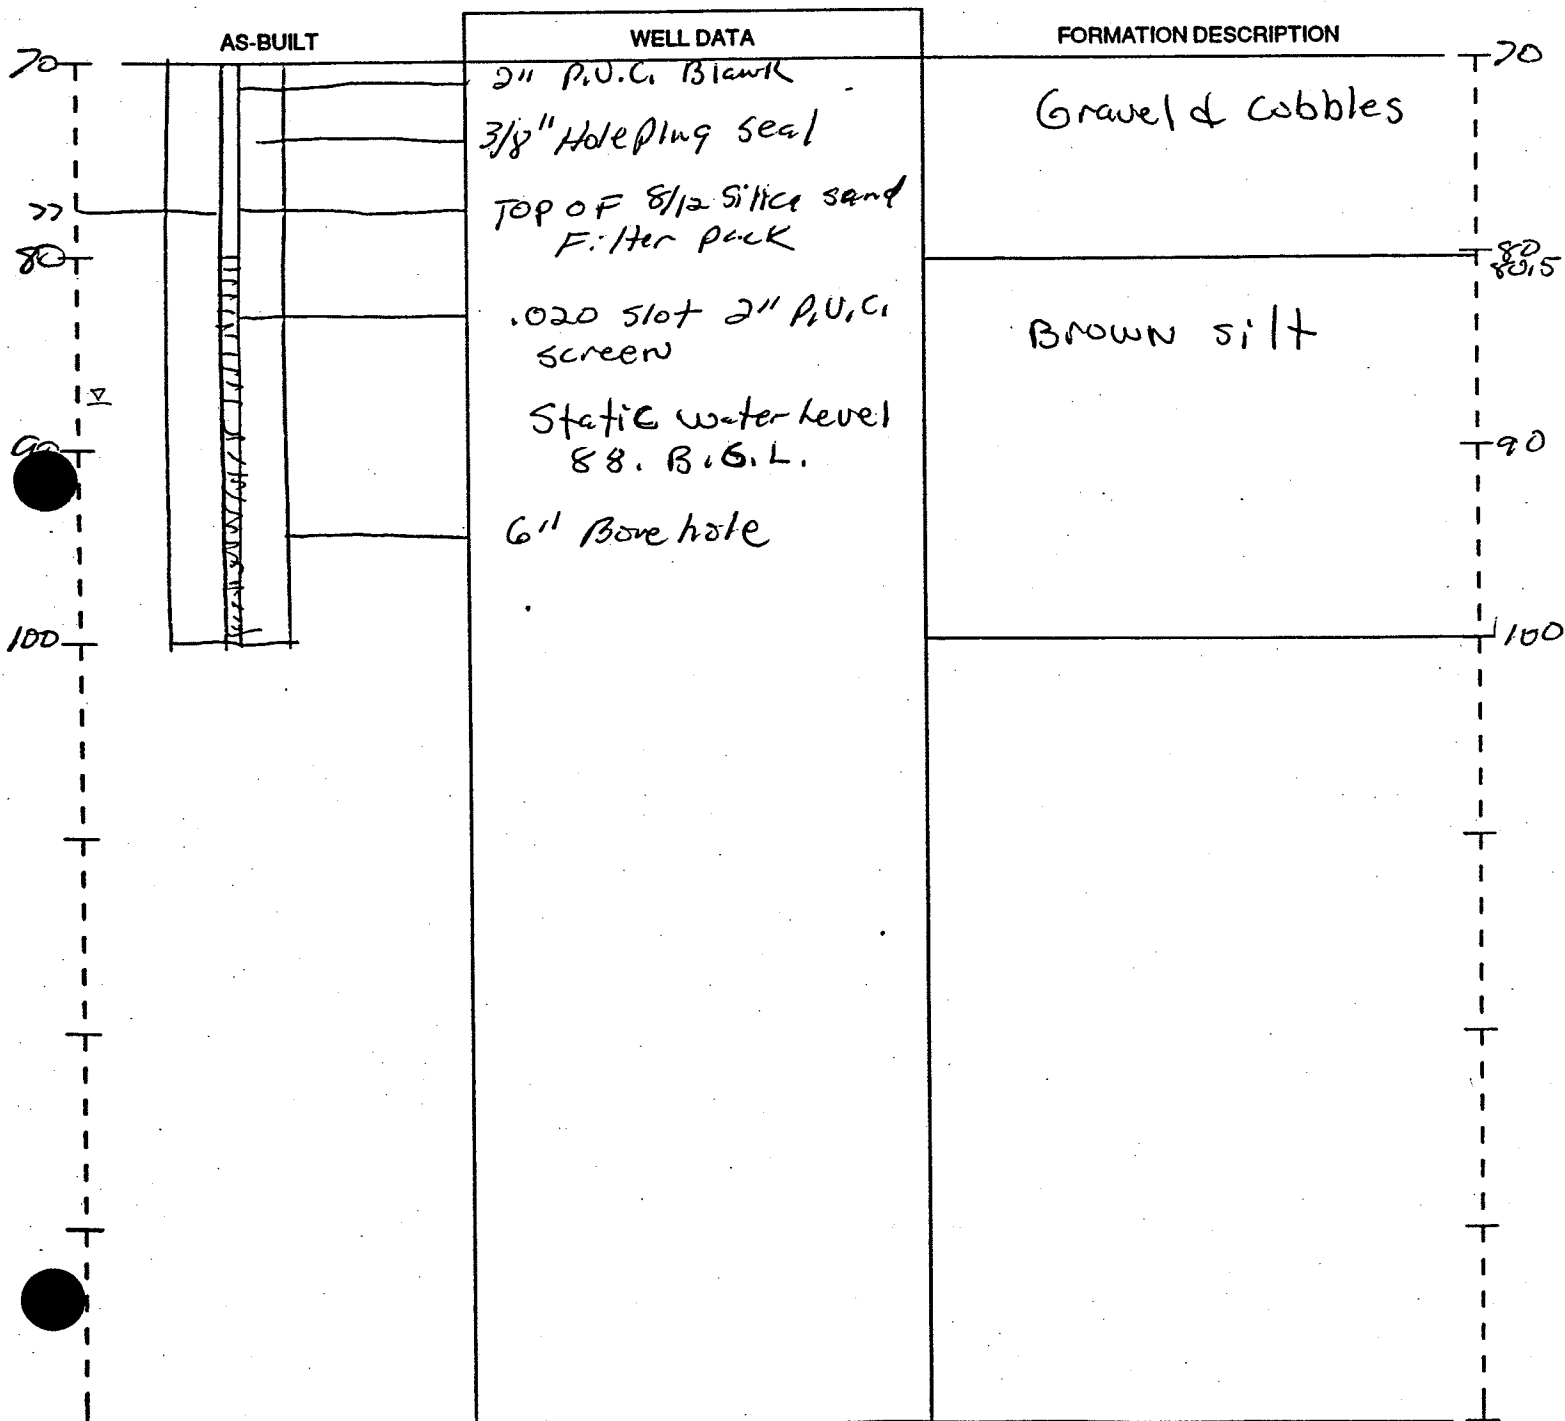 AS-BUILT
WELL DATA
FORMATION DESCRIPTION
70
70
2" P.V.C. Blank
Gravel & Cobbles
3/8" Holeplug seal
77
TOP OF 8/12 Silica sand
Filter pack
80
80
80.5
.020 slot 2" P.V.C.
screen
Brown silt
Static water Level
88. B.G.L.
90
90
6" Bore hole
100
100